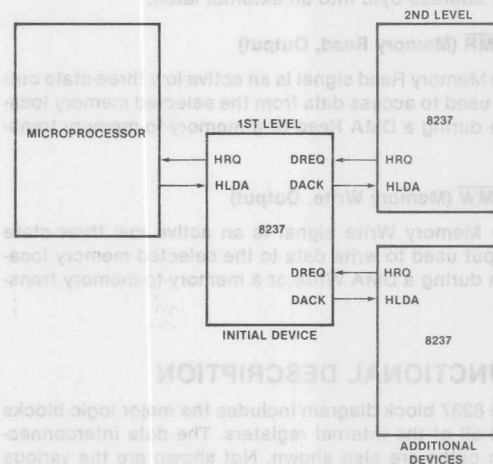 2ND LEVEL
8237
MICROPROCESSOR
1ST LEVEL
HRQ DREQ HRQ
HLDA DACK HLDA
8237
DREQ HRQ
DACK HLDA
INITIAL DEVICE
8237
ADDITIONAL
DEVICES